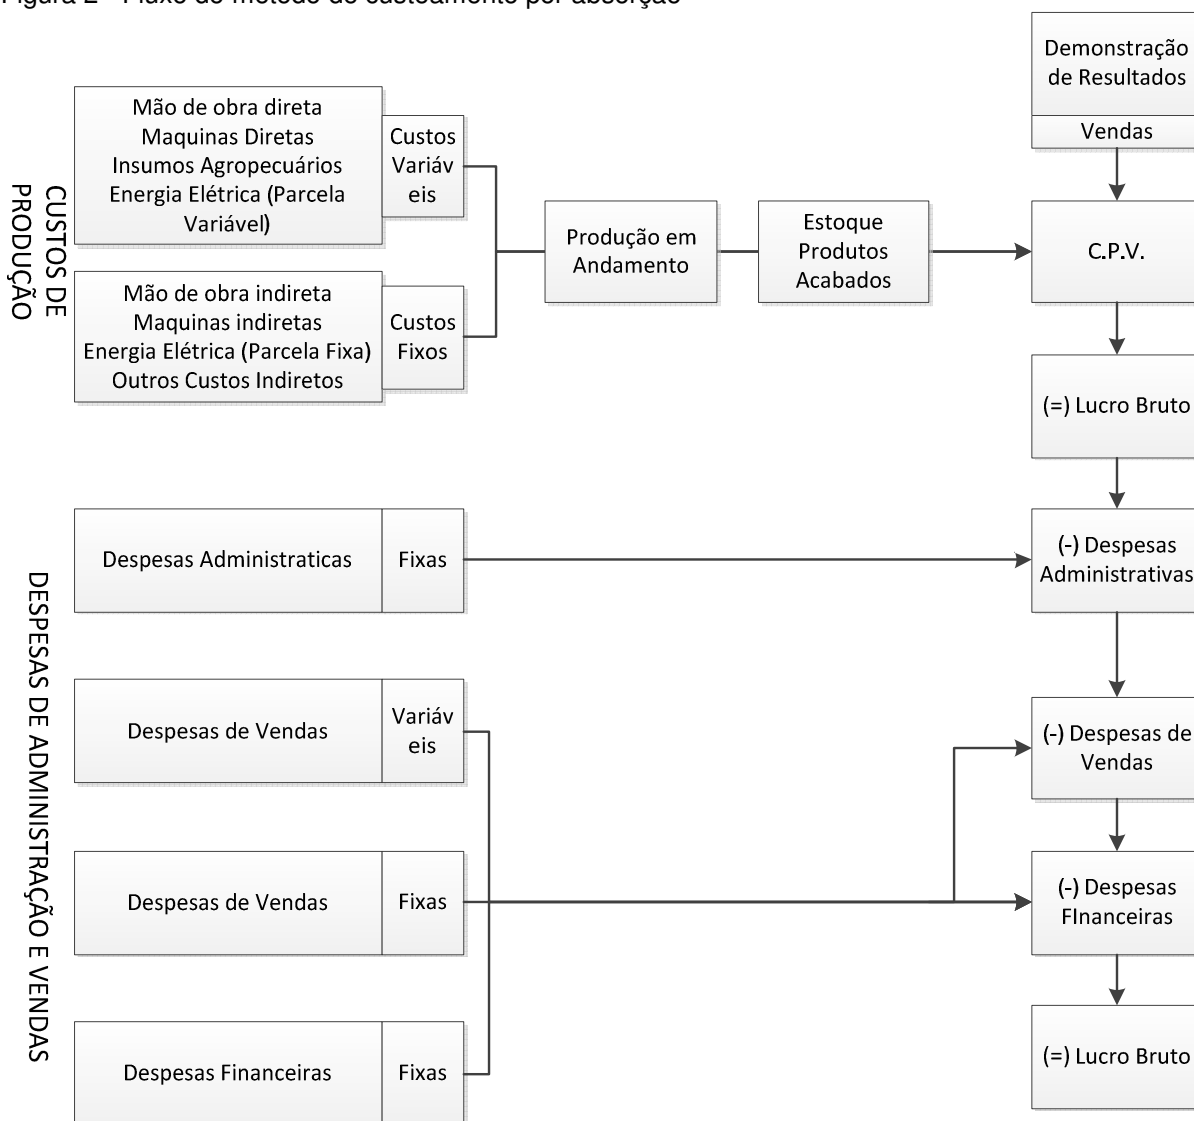 Figura 2 - Fluxo do método de custeamento por absorção
Demonstração
de Resultados
Vendas
CUSTOS DE
PRODUÇÃO
Mão de obra direta
Maquinas Diretas
Insumos Agropecuários
Energia Elétrica (Parcela
Variável)
Custos
Variáv
eis
Mão de obra indireta
Maquinas indiretas
Energia Elétrica (Parcela Fixa)
Outros Custos Indiretos
Custos
Fixos
Produção em
Andamento
Estoque
Produtos
Acabados
C.P.V.
(=) Lucro Bruto
DESPESAS DE ADMINISTRAÇÃO E VENDAS
Despesas Administraticas
Fixas
(-) Despesas
Administrativas
Despesas de Vendas
Variáv
eis
(-) Despesas de
Vendas
Despesas de Vendas
Fixas
(-) Despesas
FInanceiras
Despesas Financeiras
Fixas
(=) Lucro Bruto